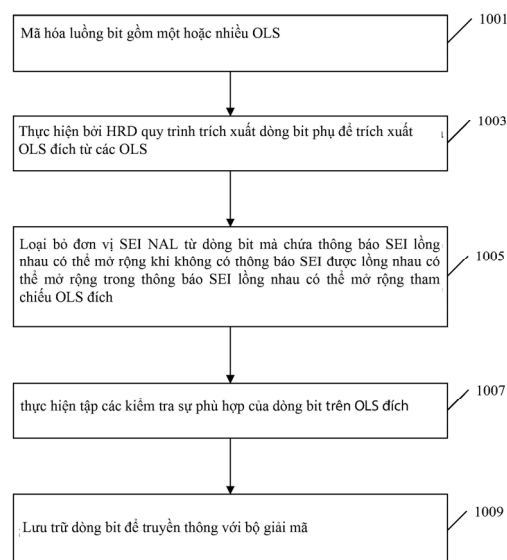 1001
Mã hóa luồng bit gồm một hoặc nhiều OLS
1003
Thực hiện bởi HRD quy trình trích xuất dòng bit phụ để trích xuất
OLS đích từ các OLS
1005
Loại bỏ đơn vị SEI NAL từ dòng bit mà chứa thông báo SEI lồng
nhau có thể mở rộng khi không có thông báo SEI được lồng nhau có
thể mở rộng trong thông báo SEI lồng nhau có thể mở rộng tham
chiếu OLS đích
1007
thực hiện tập các kiểm tra sự phù hợp của dòng bit trên OLS đích
1009
Lưu trữ dòng bit để truyền thông với bộ giải mã